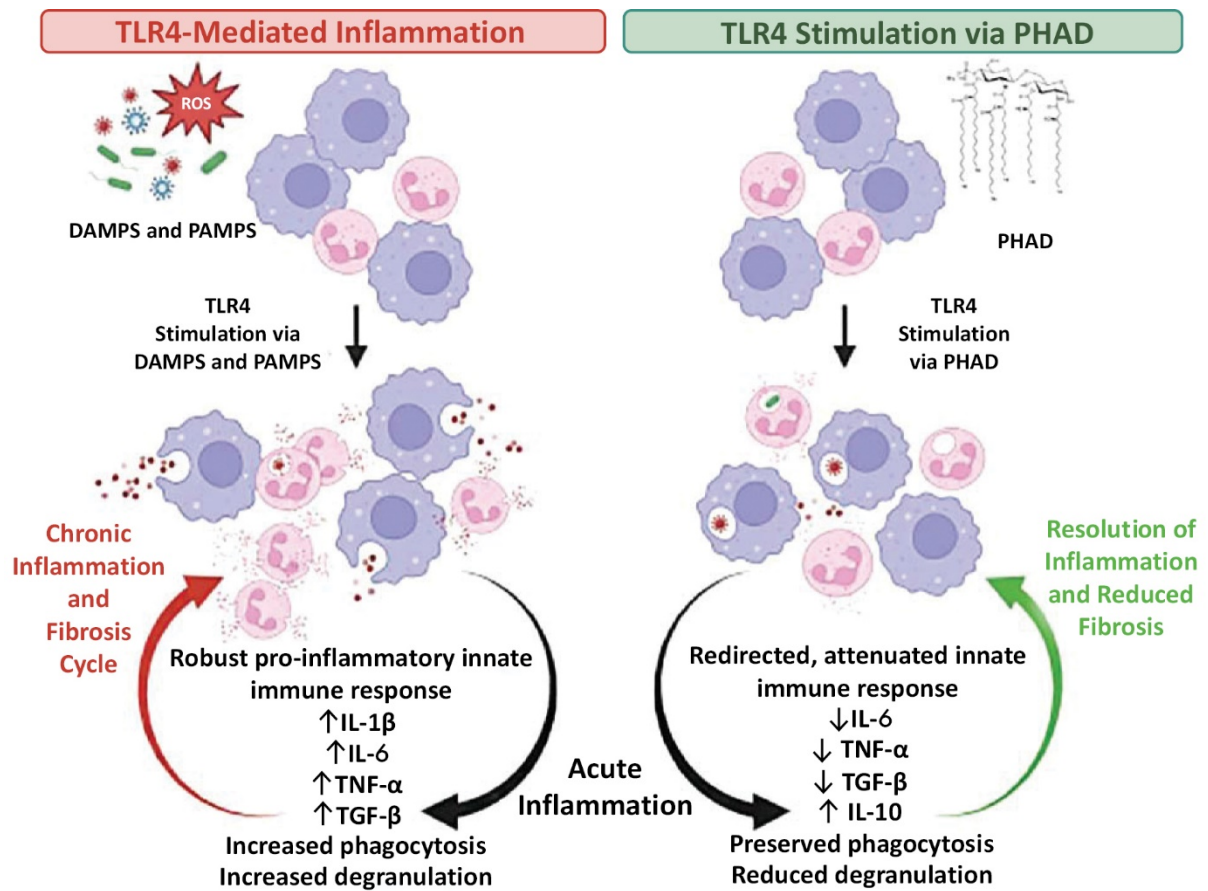 TLR4-Mediated Inflammation
ROS
DAMPS and PAMPS
TLR4
Stimulation via
DAMPS and PAMPS
Chronic
Inflammation
and
Fibrosis
Cycle
Robust pro-inflammatory innate
immune response
↑IL-1β
↑IL-6
↑TNF-α
↑TGF-β
Increased phagocytosis
Increased degranulation
Acute
Inflammation
TLR4 Stimulation via PHAD
PHAD
TLR4
Stimulation
via PHAD
Resolution of
Inflammation
and Reduced
Fibrosis
Redirected, attenuated innate
immune response
↓IL-6
↓ TNF-α
↓ TGF-β
↑ IL-10
Preserved phagocytosis
Reduced degranulation